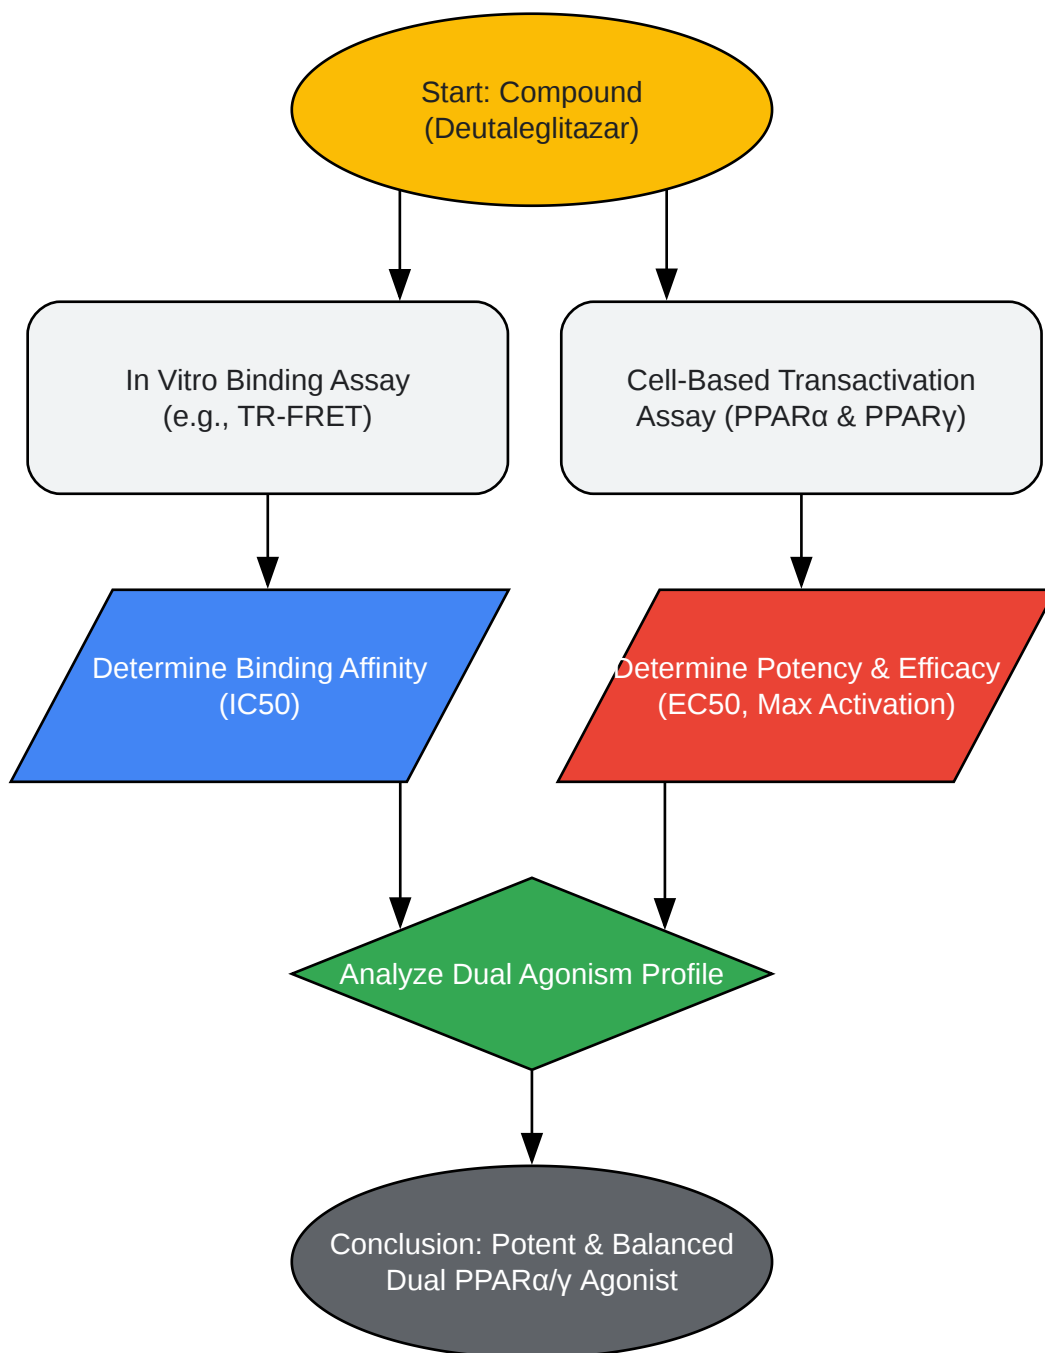 Start: Compound
(Deutaleglitazar)
In Vitro Binding Assay
(e.g., TR-FRET)
Cell-Based Transactivation
Assay (PPARα & PPARγ)
Determine Binding Affinity
(IC50)
Determine Potency & Efficacy
(EC50, Max Activation)
Analyze Dual Agonism Profile
Conclusion: Potent & Balanced
Dual PPARα/γ Agonist